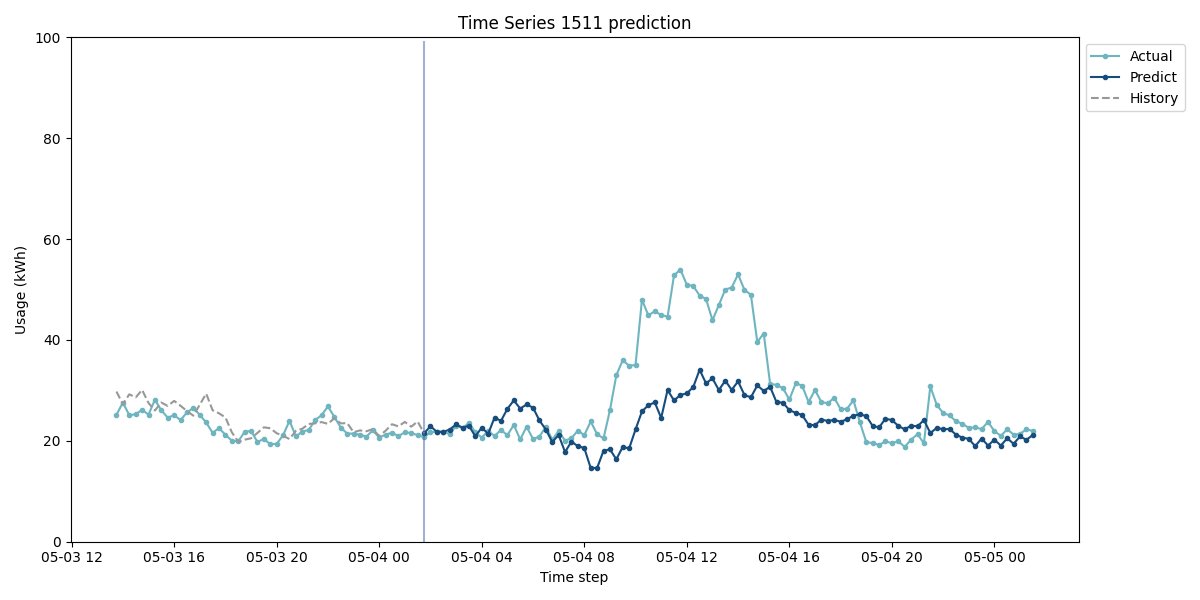 Time Series 1511 prediction
100
80
60
40
20
0
Usage (kWh)
05-03 12
05-03 16
05-03 20
05-04 00
05-04 04
05-04 08
05-04 12
05-04 16
05-04 20
05-05 00
Time step
Actual
Predict
History